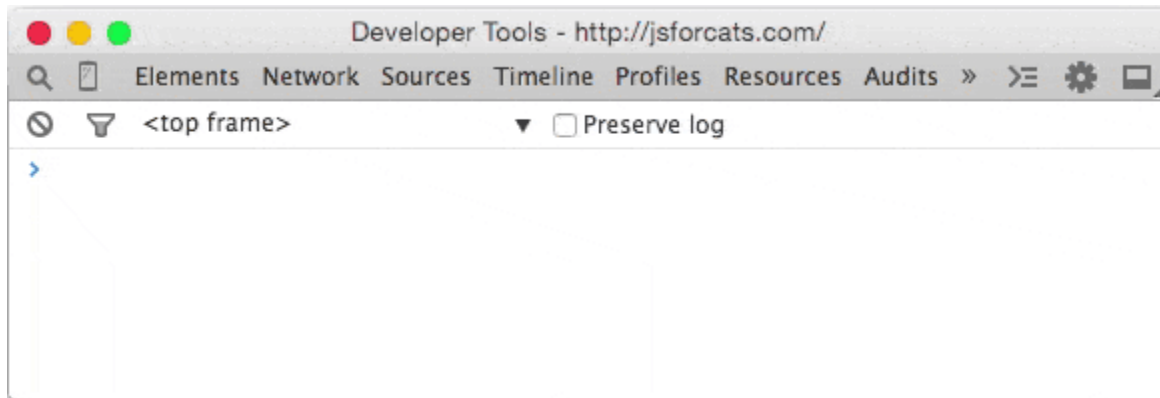 Developer Tools - http://jsforcats.com/
Elements Network Sources Timeline Profiles Resources Audits »
<top frame> ▼ Preserve log
>